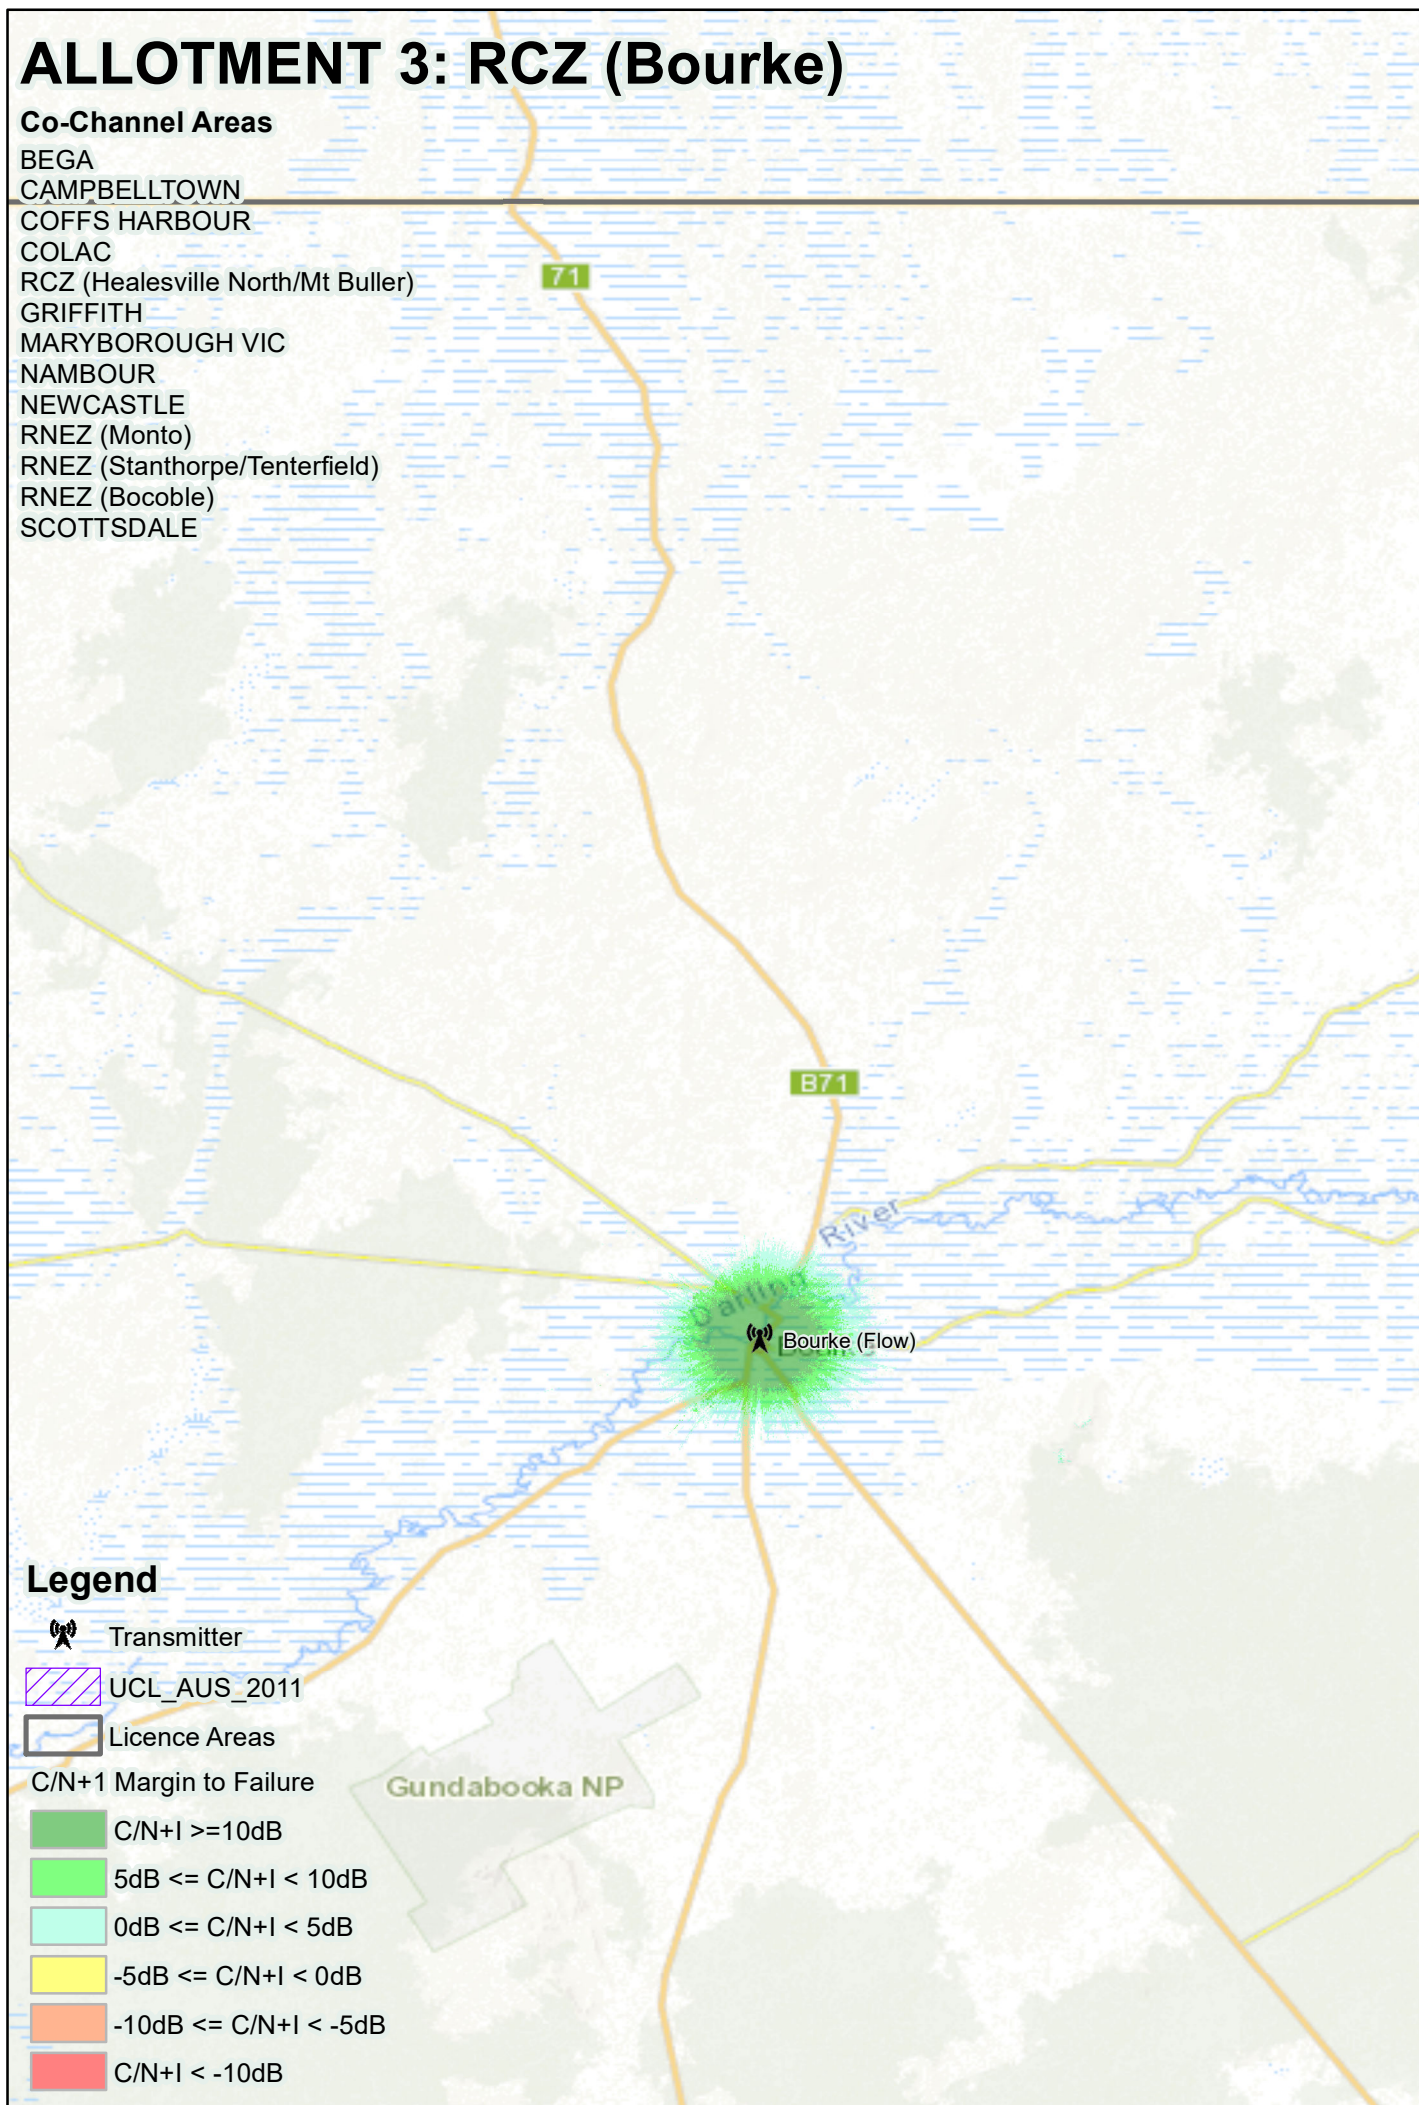 ALLOTMENT 3: RCZ (Bourke)
Co-Channel Areas
BEGA
CAMPBELLTOWN
COFFS HARBOUR
COLAC
RCZ (Healesville North/Mt Buller)
GRIFFITH
MARYBOROUGH VIC
NAMBOUR
NEWCASTLE
RNEZ (Monto)
RNEZ (Stanthorpe/Tenterfield)
RNEZ (Bocoble)
SCOTTSDALE
71
B71
Darling River
Bourke (Flow)
Bourke
Gundabooka NP
Legend
Transmitter
UCL_AUS_2011
Licence Areas
C/N+1 Margin to Failure
C/N+I >=10dB
5dB <= C/N+I < 10dB
0dB <= C/N+I < 5dB
-5dB <= C/N+I < 0dB
-10dB <= C/N+I < -5dB
C/N+I < -10dB